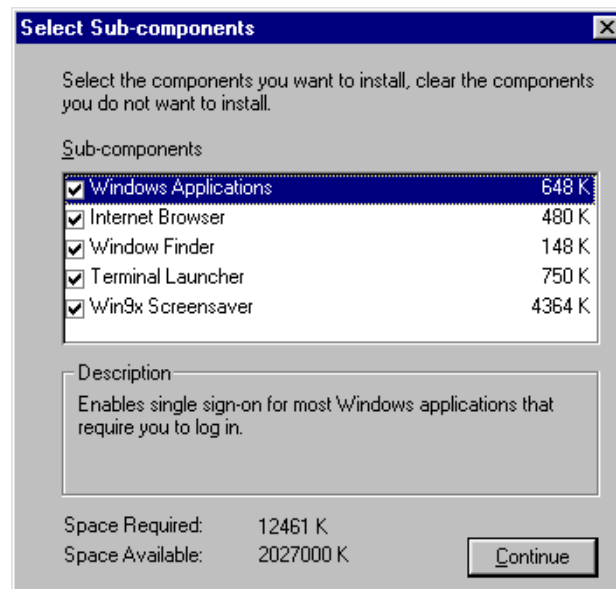 Select Sub-components
Select the components you want to install, clear the components
you do not want to install.
Sub-components
Windows Applications 648 K
Internet Browser 480 K
Window Finder 148 K
Terminal Launcher 750 K
Win9x Screensaver 4364 K
Description
Enables single sign-on for most Windows applications that
require you to log in.
Space Required: 12461 K
Space Available: 2027000 K
Continue